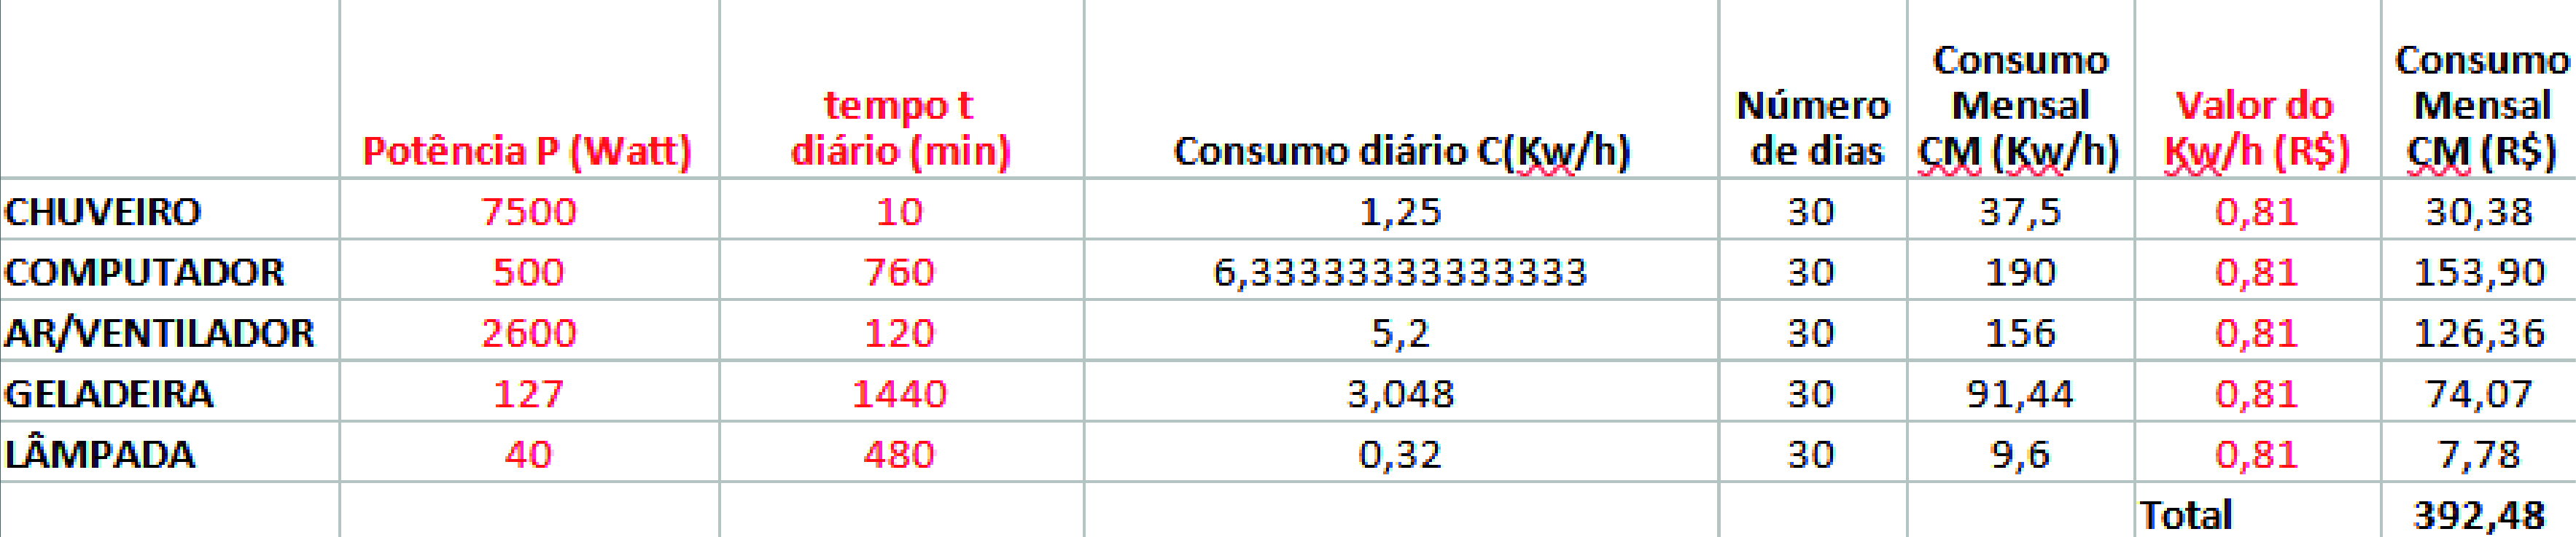 Potência P (Watt) tempo t diário (min) Consumo diário C(Kw/h) Número de dias Consumo Mensal CM (Kw/h) Valor do Kw/h (R$) Consumo Mensal CM (R$)
CHUVEIRO 7500 10 1,25 30 37,5 0,81 30,38
COMPUTADOR 500 760 6,33333333333333 30 190 0,81 153,90
AR/VENTILADOR 2600 120 5,2 30 156 0,81 126,36
GELADEIRA 127 1440 3,048 30 91,44 0,81 74,07
LÂMPADA 40 480 0,32 30 9,6 0,81 7,78
Total 392,48